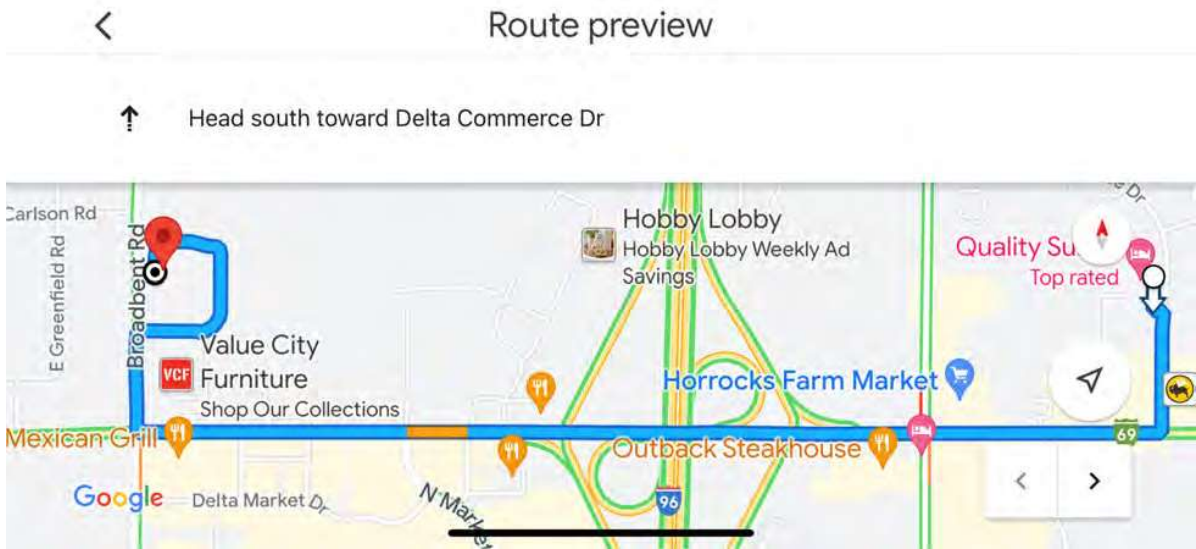 Route preview
Head south toward Delta Commerce Dr
Carlson Rd
E Greenfield Rd
Broadbent Rd
Hobby Lobby
Hobby Lobby Weekly Ad
Savings
Dr
Quality Su
Top rated
Value City
Furniture
Shop Our Collections
VCF
Horrocks Farm Market
Mexican Grill
Outback Steakhouse
69
96
Google
Delta Market Dr
N Marke